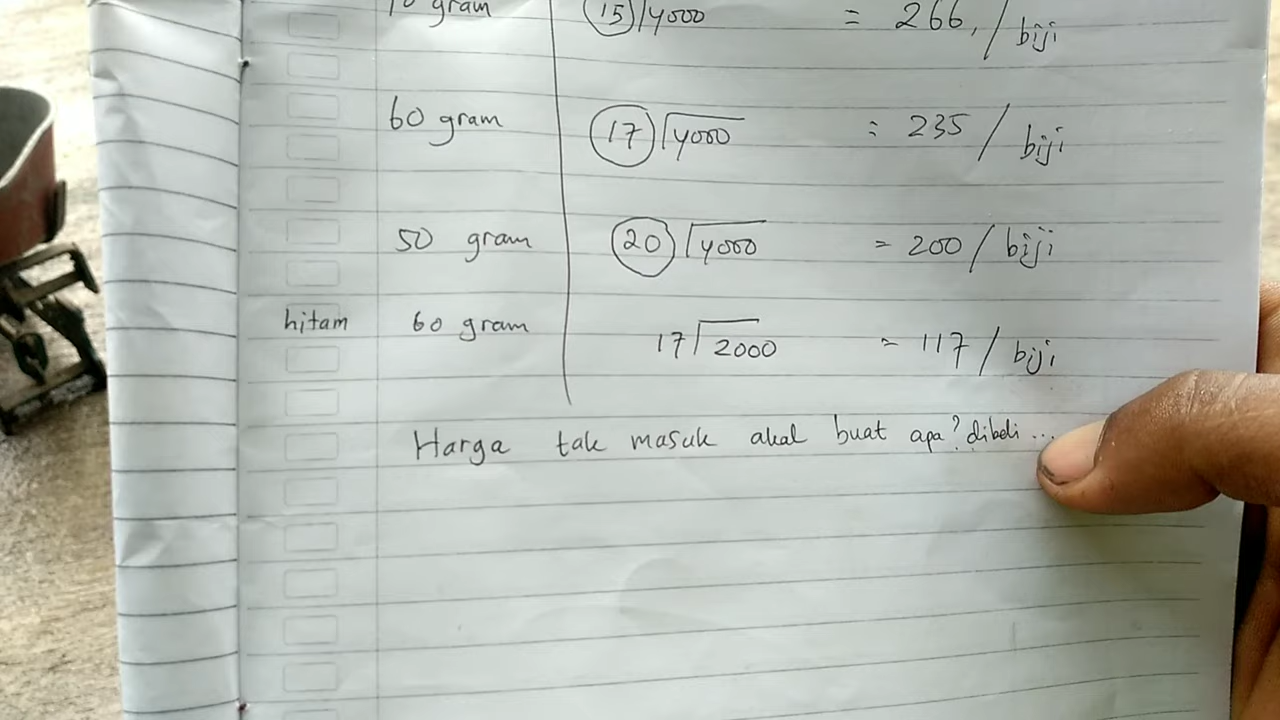 gram 15 4000 = 266, / biji
60 gram 17 4000 = 235 / biji
50 gram 20 4000 = 200 / biji
hitam 60 gram 17 2000 = 117 / biji
Harga tak masuk akal buat apa? dibeli ...